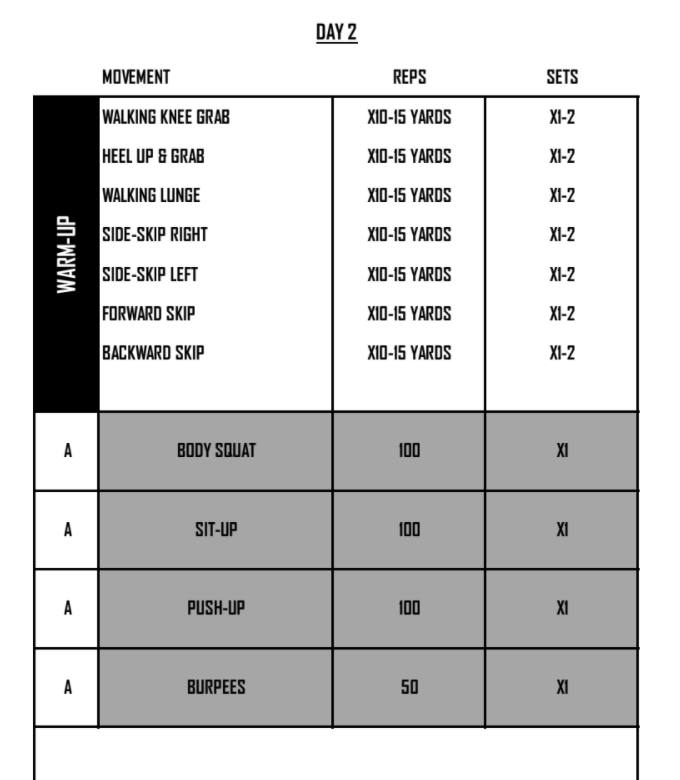 DAY 2
MOVEMENT REPS SETS
WALKING KNEE GRAB X10-15 YARDS X1-2
HEEL UP & GRAB X10-15 YARDS X1-2
WALKING LUNGE X10-15 YARDS X1-2
WARM-UP
SIDE-SKIP RIGHT X10-15 YARDS X1-2
SIDE-SKIP LEFT X10-15 YARDS X1-2
FORWARD SKIP X10-15 YARDS X1-2
BACKWARD SKIP X10-15 YARDS X1-2
A BODY SQUAT 100 X1
A SIT-UP 100 X1
A PUSH-UP 100 X1
A BURPEES 50 X1